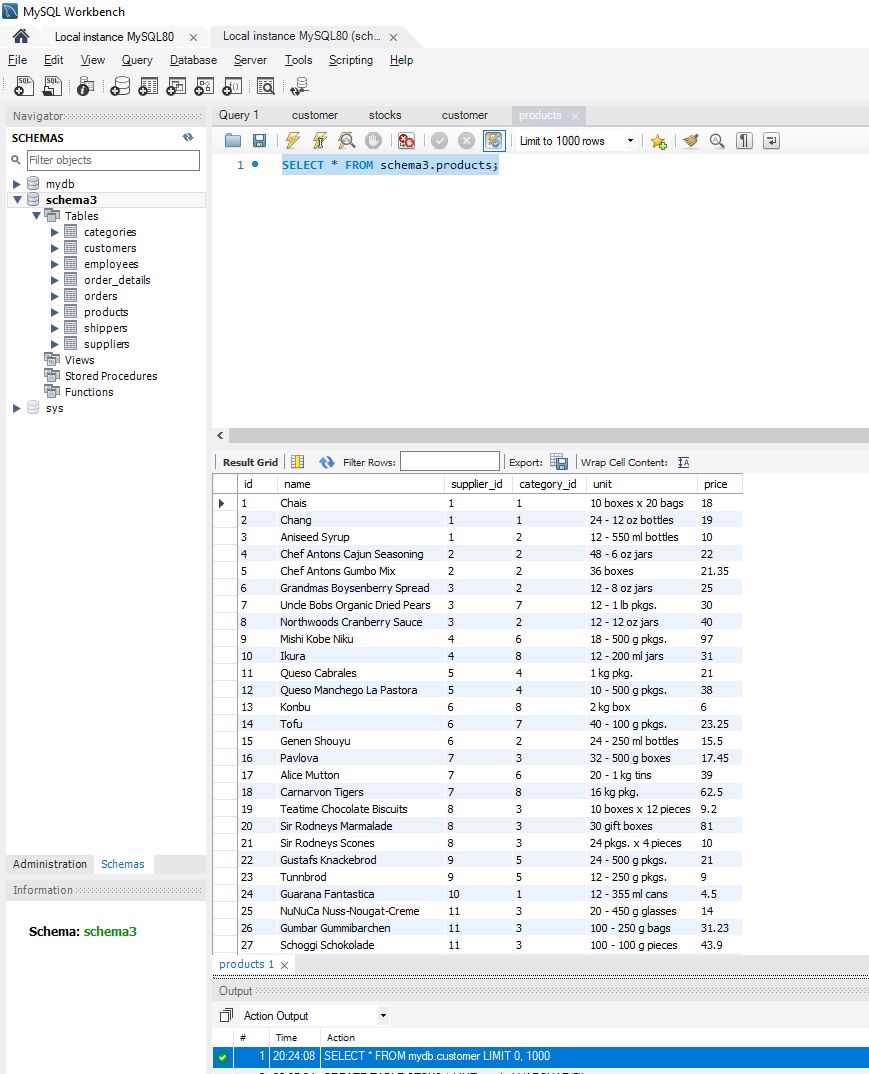 MySQL Workbench
Local instance MySQL80 × Local instance MySQL80 (sch... ×
File Edit View Query Database Server Tools Scripting Help
Navigator
SCHEMAS
Filter objects
mydb
schema3
Tables
categories
customers
employees
order_details
orders
products
shippers
suppliers
Views
Stored Procedures
Functions
sys
Administration Schemas
Information
Schema: schema3
Query 1 customer stocks customer products ×
Limit to 1000 rows
1 SELECT * FROM schema3.products;
Result Grid Filter Rows: Export: Wrap Cell Content:
id name supplier_id category_id unit price
1 Chais 1 1 10 boxes x 20 bags 18
2 Chang 1 1 24 - 12 oz bottles 19
3 Aniseed Syrup 1 2 12 - 550 ml bottles 10
4 Chef Antons Cajun Seasoning 2 2 48 - 6 oz jars 22
5 Chef Antons Gumbo Mix 2 2 36 boxes 21.35
6 Grandmas Boysenberry Spread 3 2 12 - 8 oz jars 25
7 Uncle Bobs Organic Dried Pears 3 7 12 - 1 lb pkgs. 30
8 Northwoods Cranberry Sauce 3 2 12 - 12 oz jars 40
9 Mishi Kobe Niku 4 6 18 - 500 g pkgs. 97
10 Ikura 4 8 12 - 200 ml jars 31
11 Queso Cabrales 5 4 1 kg pkg. 21
12 Queso Manchego La Pastora 5 4 10 - 500 g pkgs. 38
13 Konbu 6 8 2 kg box 6
14 Tofu 6 7 40 - 100 g pkgs. 23.25
15 Genen Shouyu 6 2 24 - 250 ml bottles 15.5
16 Pavlova 7 3 32 - 500 g boxes 17.45
17 Alice Mutton 7 6 20 - 1 kg tins 39
18 Carnarvon Tigers 7 8 16 kg pkg. 62.5
19 Teatime Chocolate Biscuits 8 3 10 boxes x 12 pieces 9.2
20 Sir Rodneys Marmalade 8 3 30 gift boxes 81
21 Sir Rodneys Scones 8 3 24 pkgs. x 4 pieces 10
22 Gustafs Knackebrod 9 5 24 - 500 g pkgs. 21
23 Tunnbrod 9 5 12 - 250 g pkgs. 9
24 Guarana Fantastica 10 1 12 - 355 ml cans 4.5
25 NuNuCa Nuss-Nougat-Creme 11 3 20 - 450 g glasses 14
26 Gumbar Gummibarchen 11 3 100 - 250 g bags 31.23
27 Schoggi Schokolade 11 3 100 - 100 g pieces 43.9
products 1 ×
Output
Action Output
# Time Action
1 20:24:08 SELECT * FROM mydb.customer LIMIT 0, 1000